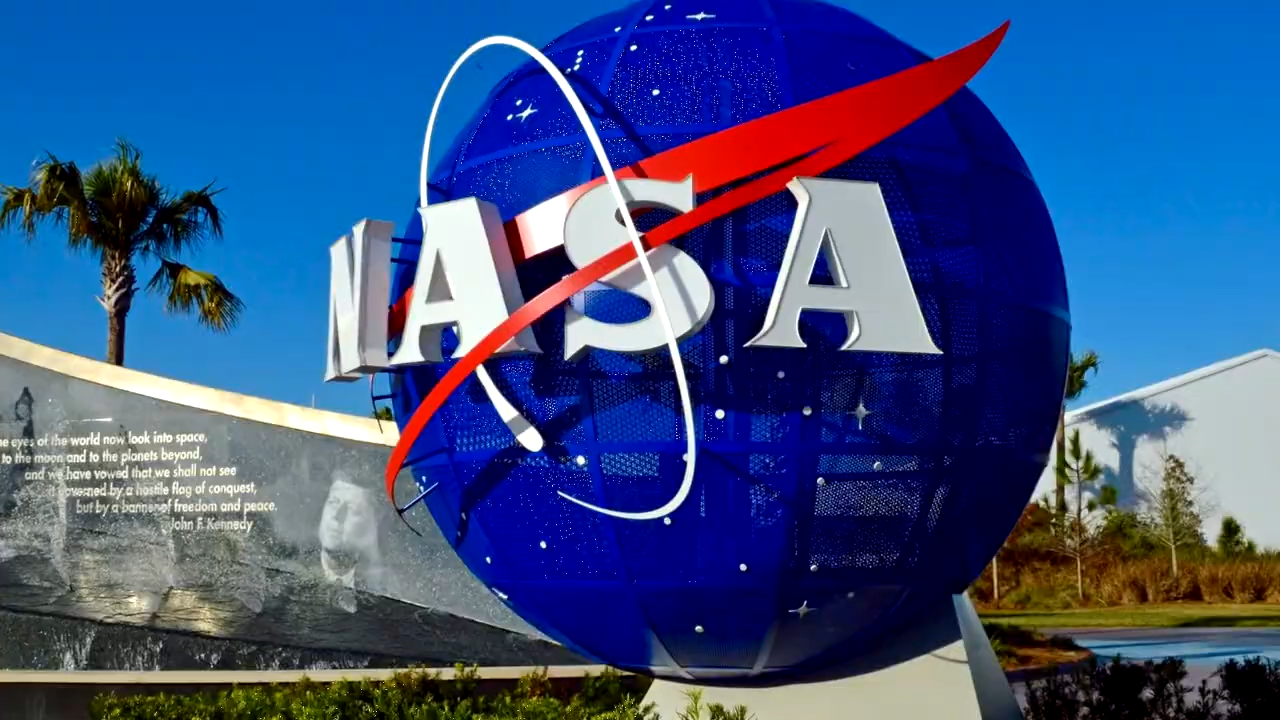 NASA
e eyes of the world now look into space,
to the moon and to the planets beyond,
and we have vowed that we shall not see
governed by a hostile flag of conquest,
but by a banner of freedom and peace.
John F. Kennedy